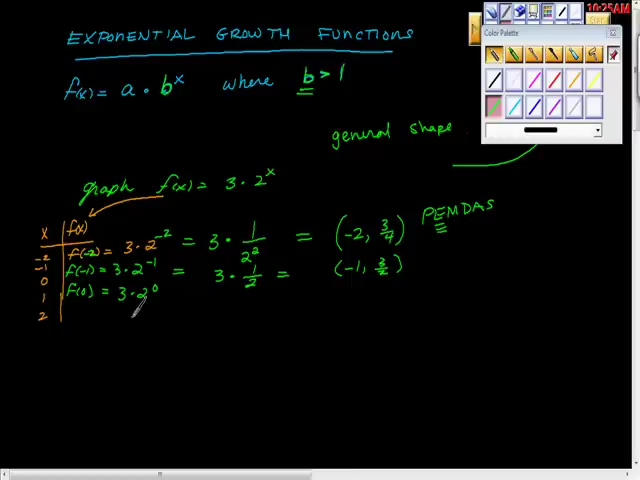 10:25AM
EXPONENTIAL GROWTH FUNCTIONS
Color Palette
f(x) = a · b^x where b > 1
general shape
graph f(x) = 3 · 2^x
PEMDAS
x f(x)
-2 f(-2) = 3 · 2^-2 = 3 · 1/2^2 = (-2, 3/4)
-1 f(-1) = 3 · 2^-1 = 3 · 1/2 = (-1, 3/2)
0 f(0) = 3 · 2^0
1
2